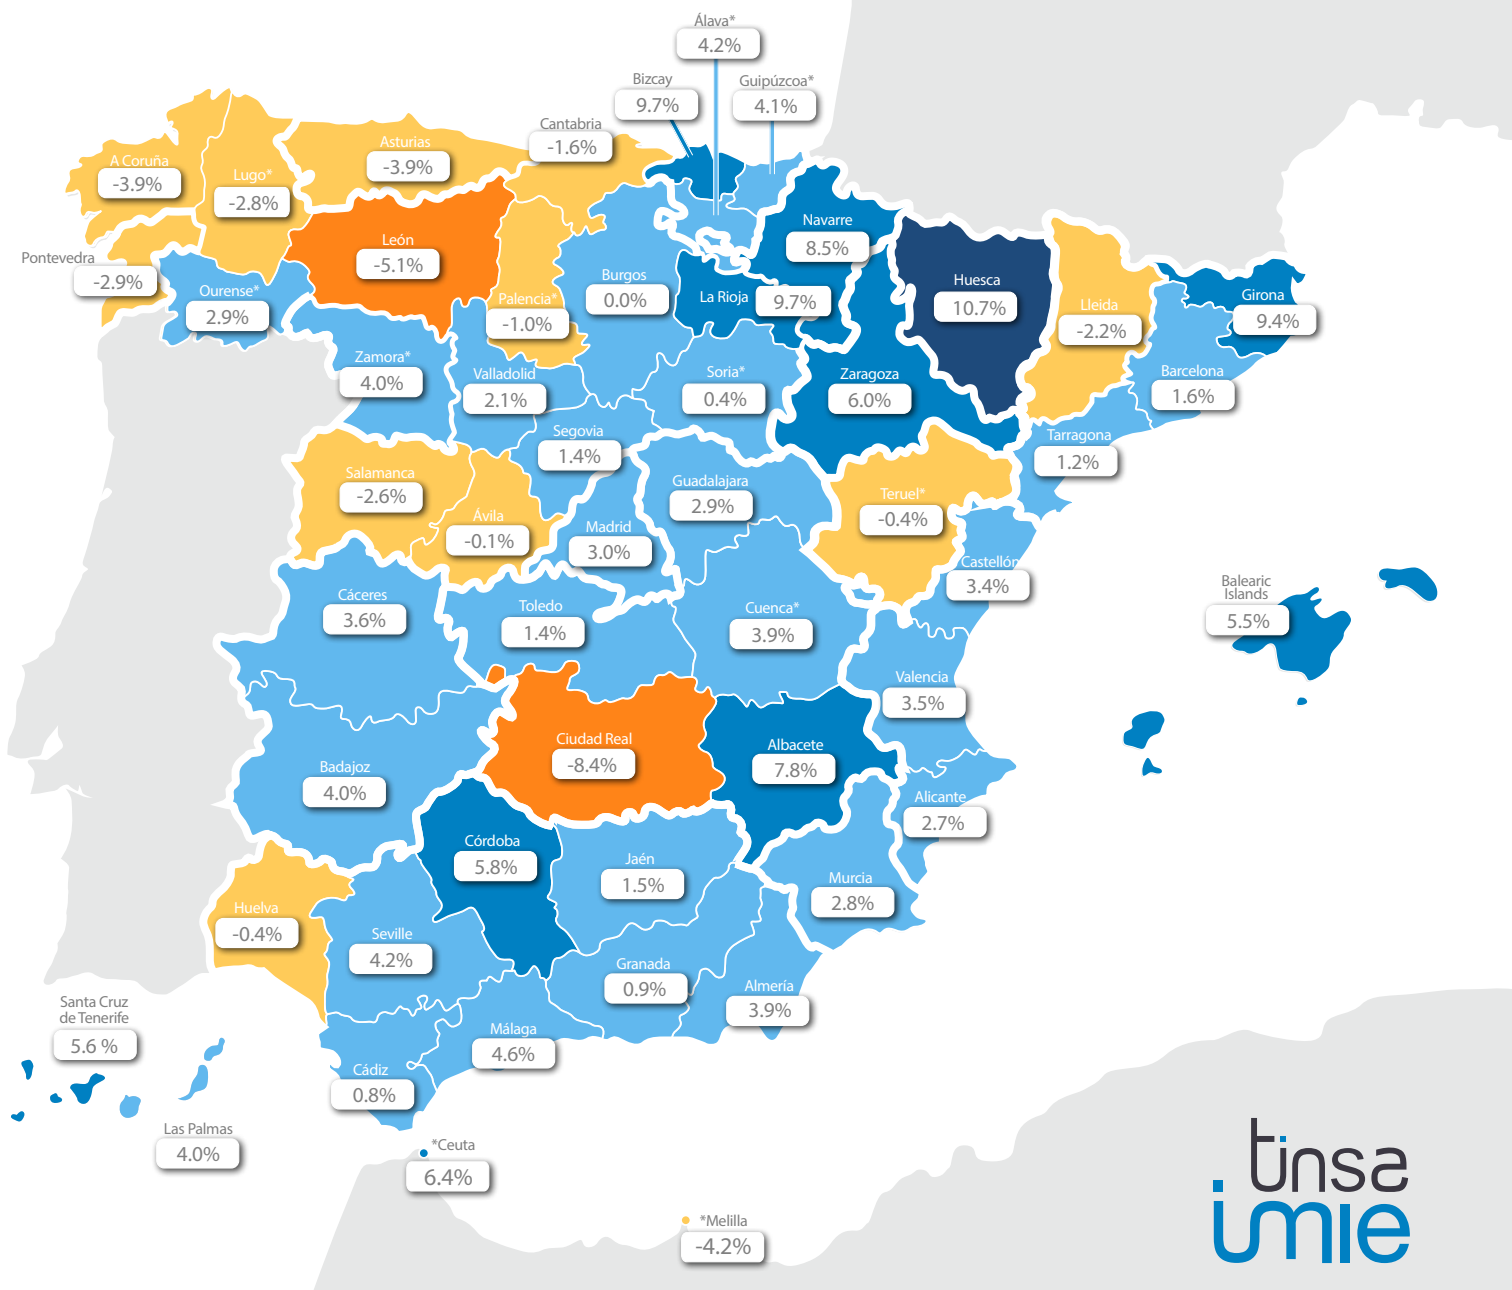 Álava*
4.2%
Bizcay
9.7%
Guipúzcoa*
4.1%
Cantabria
-1.6%
Asturias
-3.9%
A Coruña
-3.9%
Lugo*
-2.8%
Pontevedra
-2.9%
Ourense*
2.9%
León
-5.1%
Palencia*
-1.0%
Burgos
0.0%
La Rioja
9.7%
Navarre
8.5%
Huesca
10.7%
Lleida
-2.2%
Girona
9.4%
Barcelona
1.6%
Tarragona
1.2%
Zaragoza
6.0%
Soria*
0.4%
Zamora*
4.0%
Valladolid
2.1%
Segovia
1.4%
Salamanca
-2.6%
Ávila
-0.1%
Madrid
3.0%
Guadalajara
2.9%
Teruel*
-0.4%
Castellón
3.4%
Cáceres
3.6%
Toledo
1.4%
Cuenca*
3.9%
Valencia
3.5%
Balearic
Islands
5.5%
Badajoz
4.0%
Ciudad Real
-8.4%
Albacete
7.8%
Alicante
2.7%
Córdoba
5.8%
Jaén
1.5%
Murcia
2.8%
Huelva
-0.4%
Seville
4.2%
Granada
0.9%
Almería
3.9%
Málaga
4.6%
Cádiz
0.8%
Santa Cruz
de Tenerife
5.6 %
Las Palmas
4.0%
*Ceuta
6.4%
*Melilla
-4.2%
tinsa
imie